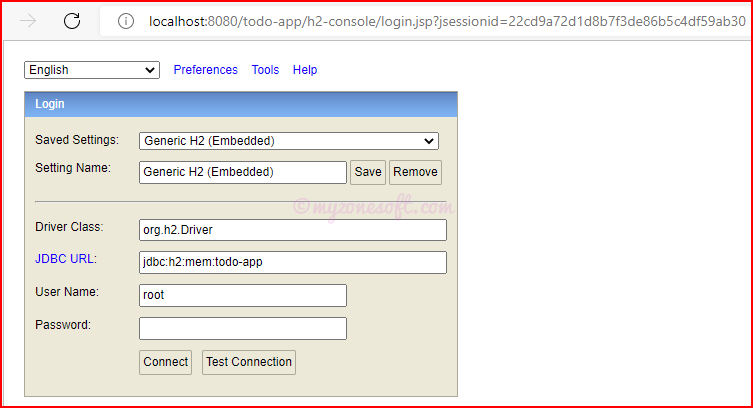 localhost:8080/todo-app/h2-console/login.jsp?jsessionid=22cd9a72d1d8b7f3de86b5c4df59ab30
English Preferences Tools Help
Login
Saved Settings: Generic H2 (Embedded)
Setting Name: Generic H2 (Embedded) Save Remove
©myzonesoft.com
Driver Class: org.h2.Driver
JDBC URL: jdbc:h2:mem:todo-app
User Name: root
Password:
Connect Test Connection